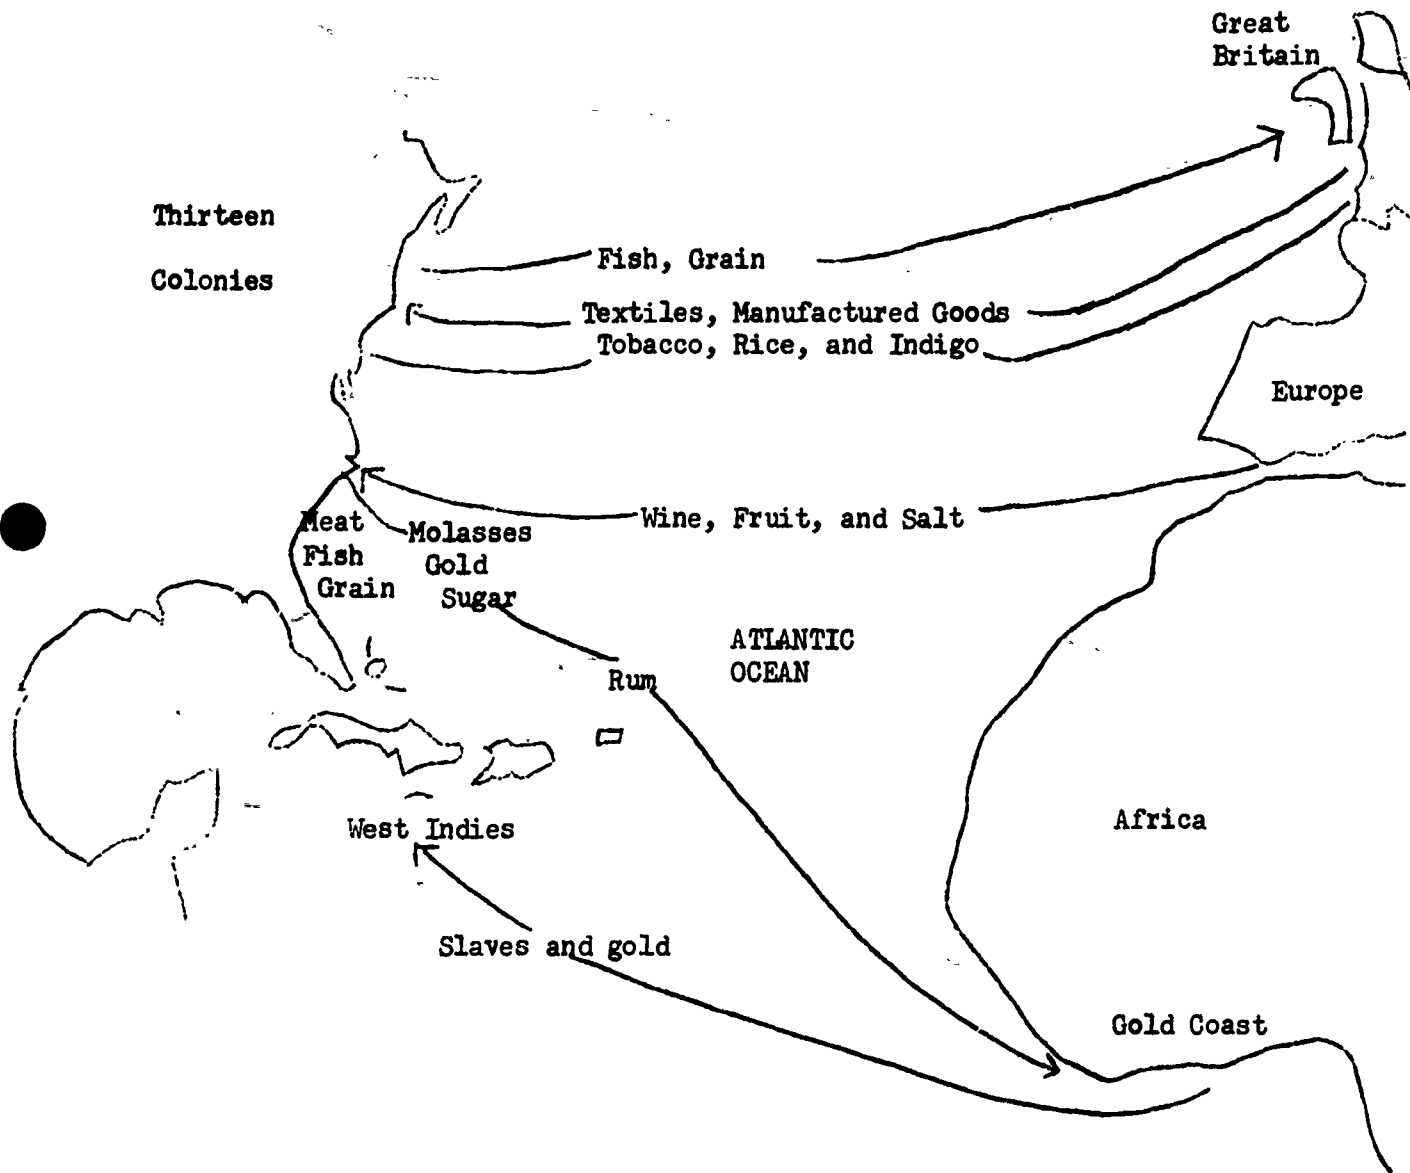 Great
Britain
Thirteen
Colonies
Fish, Grain
Textiles, Manufactured Goods
Tobacco, Rice, and Indigo
Europe
Wine, Fruit, and Salt
Meat
Fish
Grain
Molasses
Gold
Sugar
ATLANTIC
OCEAN
Rum
West Indies
Africa
Slaves and gold
Gold Coast